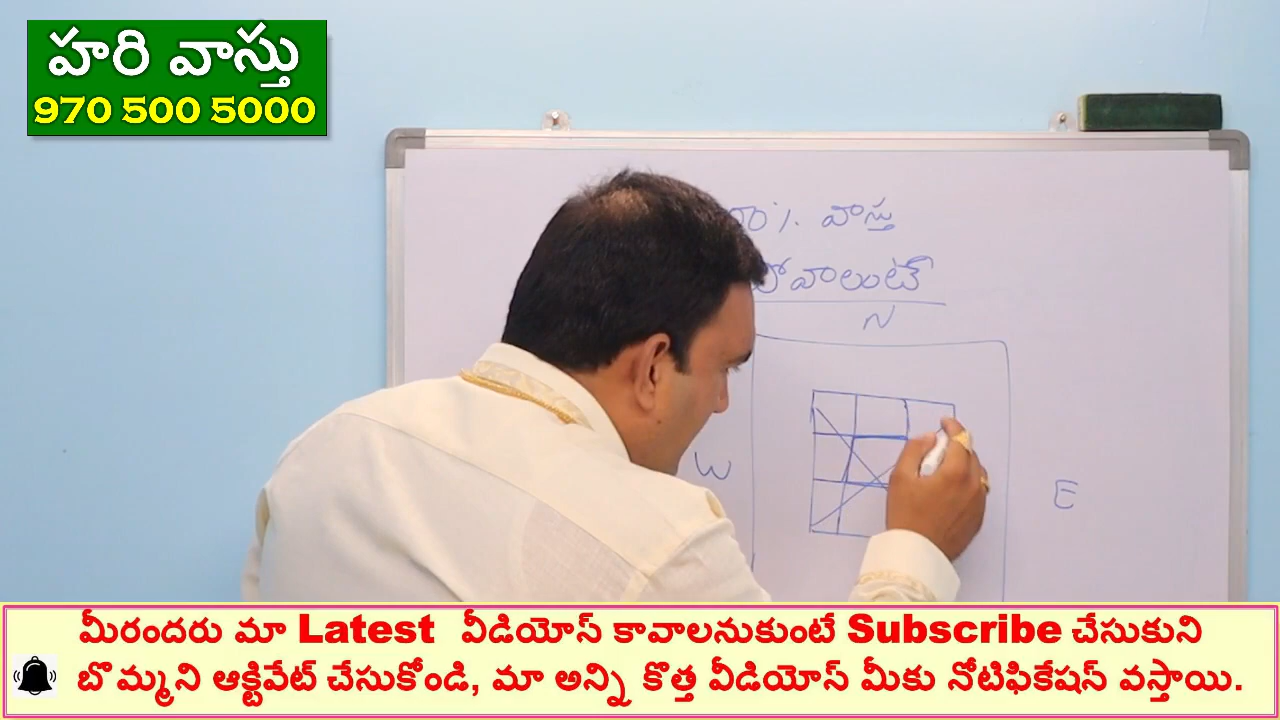 హరి వాస్తు
970 500 5000
వాస్తు
N
W
E
మీరందరు మా Latest వీడియోస్ కావాలనుకుంటే Subscribe చేసుకుని
బొమ్మని ఆక్టివేట్ చేసుకోండి, మా అన్ని కొత్త వీడియోస్ మీకు నోటిఫికేషన్ వస్తాయి.